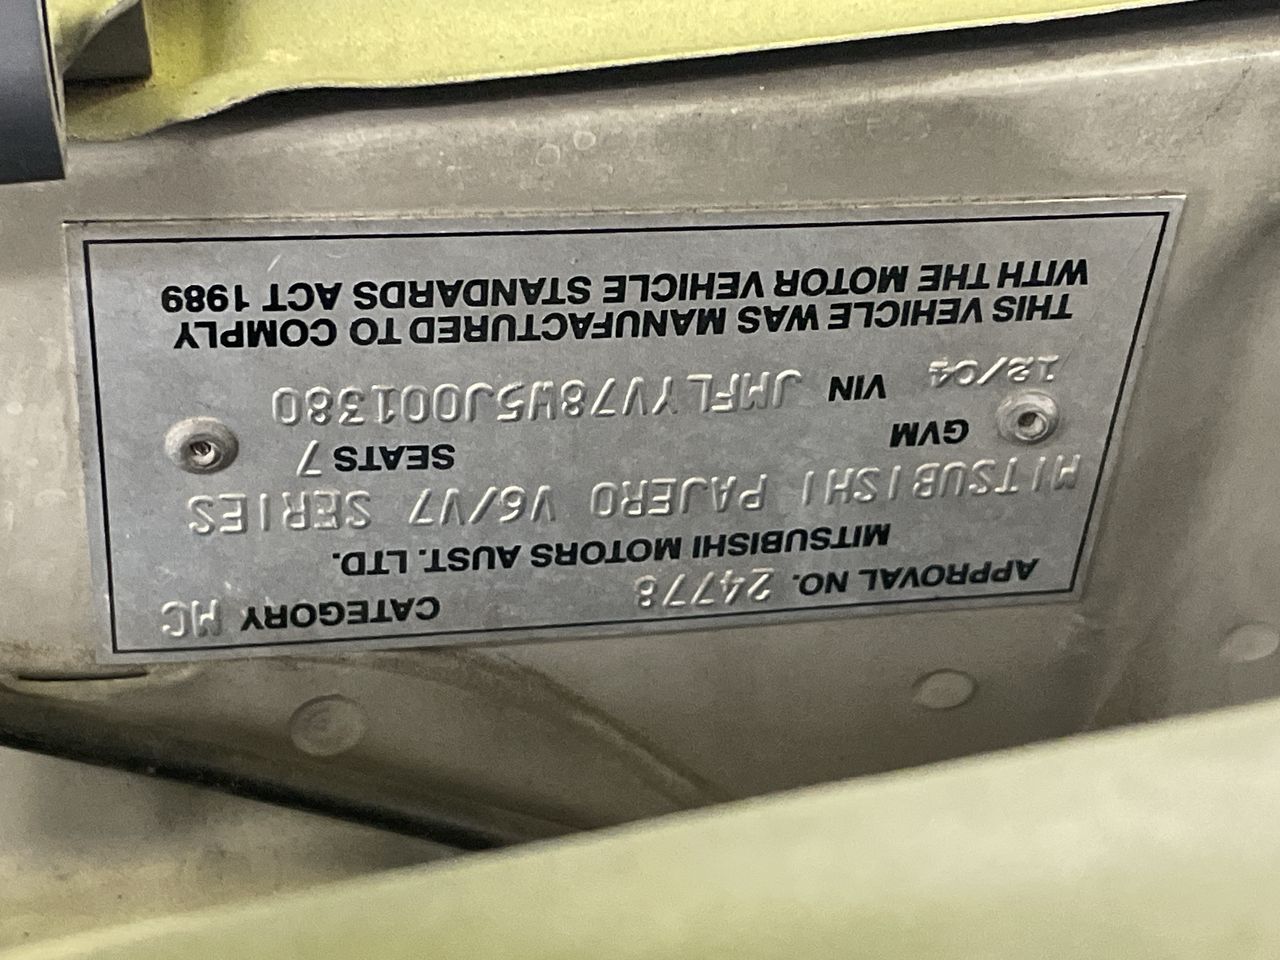 APPROVAL NO. 24778 CATEGORY MC
MITSUBISHI MOTORS AUST. LTD.
MITSUBISHI PAJERO V6/V7 SERIES
GVM SEATS 7
12/04 VIN JMFLYV78W5J001380
THIS VEHICLE WAS MANUFACTURED TO COMPLY
WITH THE MOTOR VEHICLE STANDARDS ACT 1989